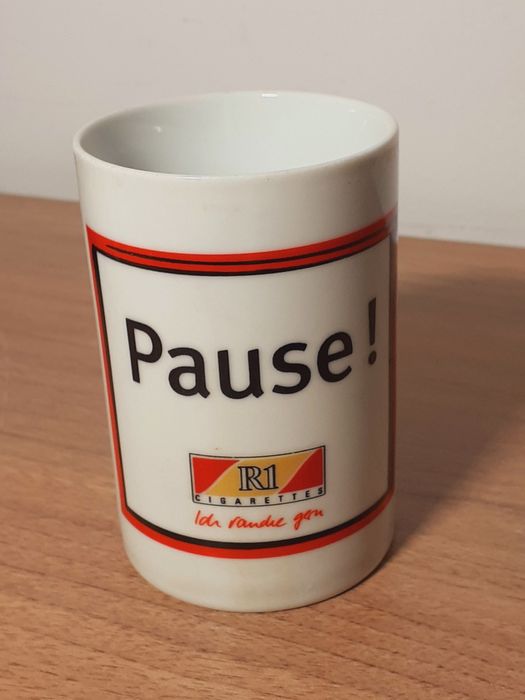 Pause!
R1
CIGARETTES
Ich rauche gern